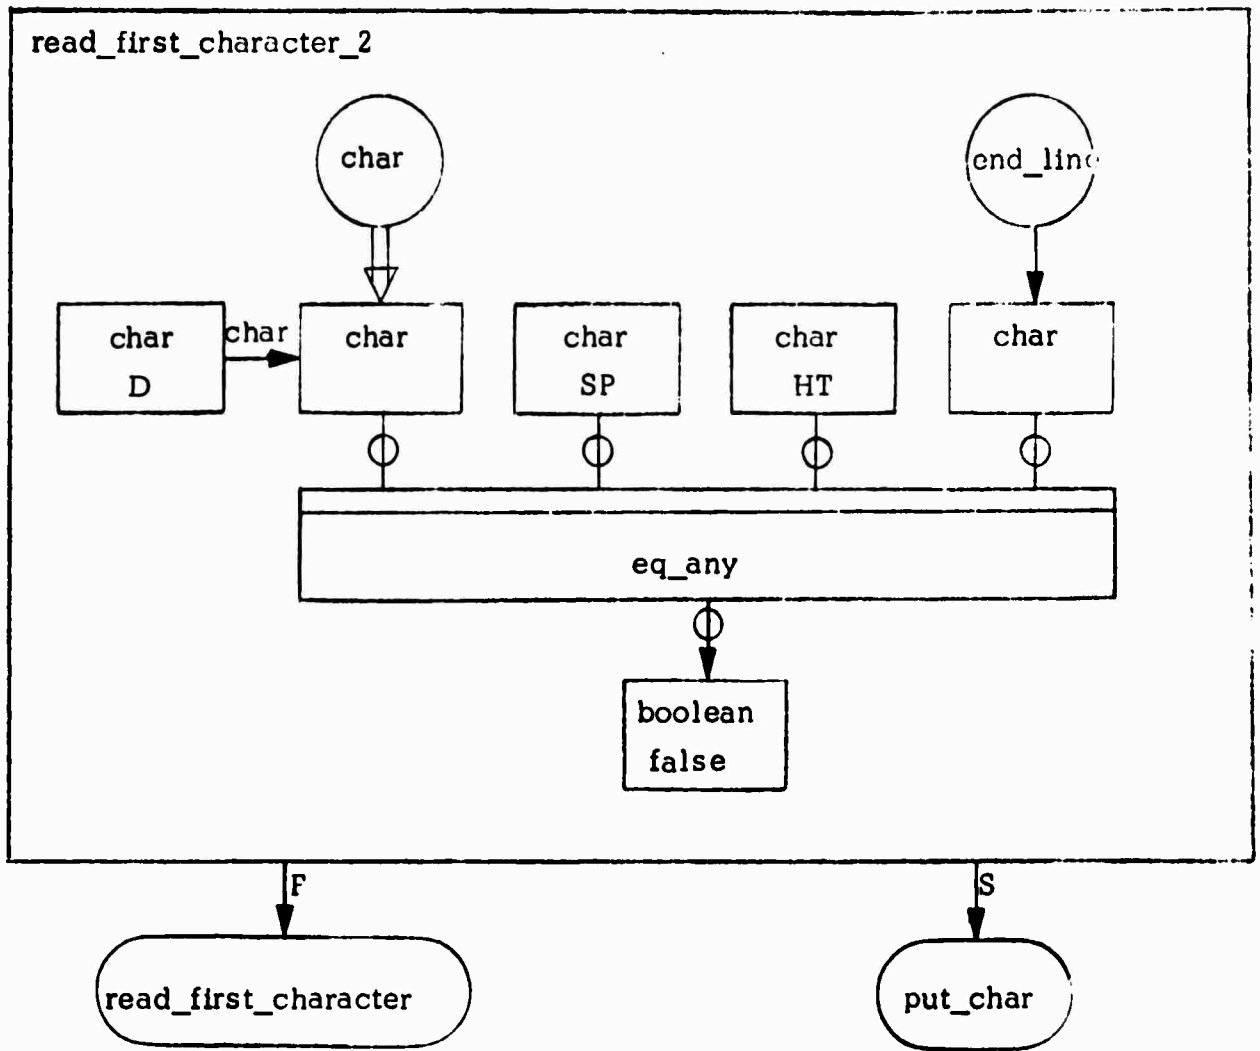 read_first_character_2
char
end_line
char
D
char
char
char
SP
char
HT
char
eq_any
boolean
false
F
S
read_first_character
put_char